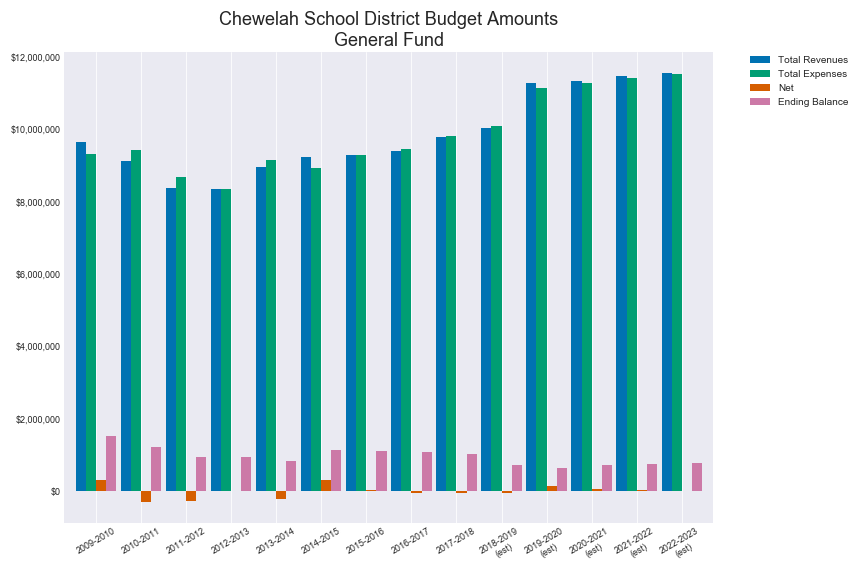 Chewelah School District Budget Amounts
General Fund
Total Revenues
Total Expenses
Net
Ending Balance
$12,000,000
$10,000,000
$8,000,000
$6,000,000
$4,000,000
$2,000,000
$0
2009-2010
2010-2011
2011-2012
2012-2013
2013-2014
2014-2015
2015-2016
2016-2017
2017-2018
2018-2019
(est)
2019-2020
(est)
2020-2021
(est)
2021-2022
(est)
2022-2023
(est)